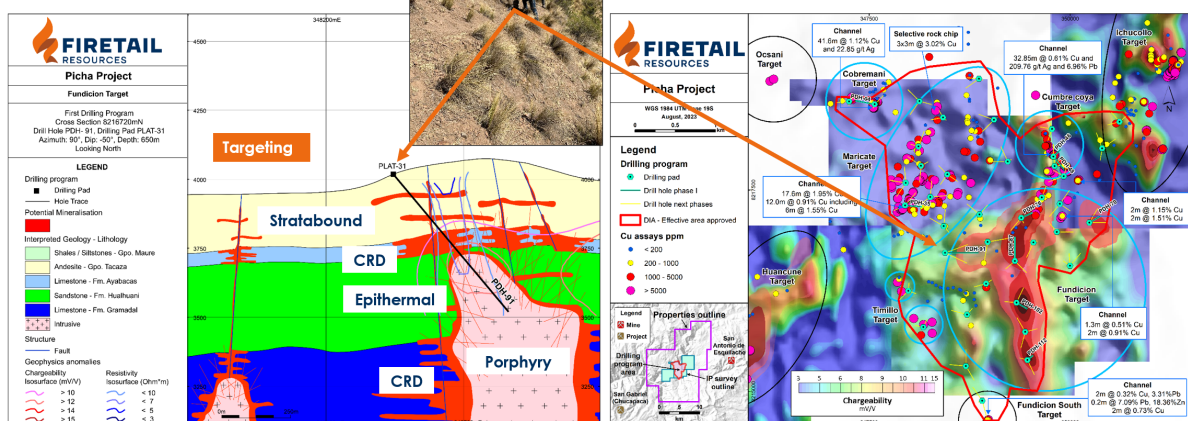 FIRETAIL
RESOURCES
Picha Project
Fundicion Target
First Drilling Program
Cross Section 8216720mN
Drill Hole PDH- 91, Drilling Pad PLAT-31
Azimuth: 90°, Dip: -50°, Depth: 650m
Looking North
LEGEND
Drilling program
Drilling Pad
Hole Trace
Potential Mineralisation
Interpreted Geology - Lithology
Shales / Siltstones - Gpo. Maure
Andesite - Gpo. Tacaza
Limestone - Fm. Ayabacas
Sandstone - Fm. Hualhuani
Limestone - Fm. Gramadal
Intrusive
Structure
Fault
Geophysics anomalies
Chargeability Resistivity
Isosurface (mV/V) Isosurface (Ohm*m)
> 10 < 10
> 12 < 7
> 14 < 5
> 15 < 3
348200mE
4500
4250
4000
3750
3500
3250
4000
3250
0m
Targeting
PLAT-31
Stratabound
CRD
Epithermal
PDH-91
Porphyry
CRD
FIRETAIL
RESOURCES
Picha Project
August, 2023
0 0.5 1
km
Legend
Drilling program
Drilling pad
Drill hole phase I
Drill hole next phases
DIA - Effective area approved
Cu assays ppm
< 200
200 - 1000
1000 - 5000
> 5000
Legend
Mine
Project
Properties outline
San
Antonio de
Esquilache
Drilling
program
area
IP survey
outline
San Gabriel
(Chucapaca)
0 5 10
km
347500
8217500
Channel
41.6m @ 1.12% Cu
and 22.85 g/t Ag
Selective rock chip
3x3m @ 3.02% Cu
Channel
32.85m @ 0.61% Cu and
209.76 g/t Ag and 6.96% Pb
Ichucollo
Target
Ocsani
Target
Cobremani
Target
Cumbre coya
Target
N
Maricate
Target
Channel
17.6m @ 1.95% Cu
12.0m @ 0.91% Cu including
6m @ 1.55% Cu
Channel
2m @ 1.15% Cu
2m @ 1.51% Cu
PDH-91
Huancune
Target
Timillo
Target
Fundicion
Target
Channel
1.3m @ 0.51% Cu
2m @ 0.91% Cu
3 4 5 6 7 8 9 10 11 15
Chargeability
mV/V
Fundicion South
Target
Channel
2m @ 0.32% Cu, 3.31%Pb
0.2m @ 7.09% Pb, 18.36%Zn
2m @ 0.73% Cu